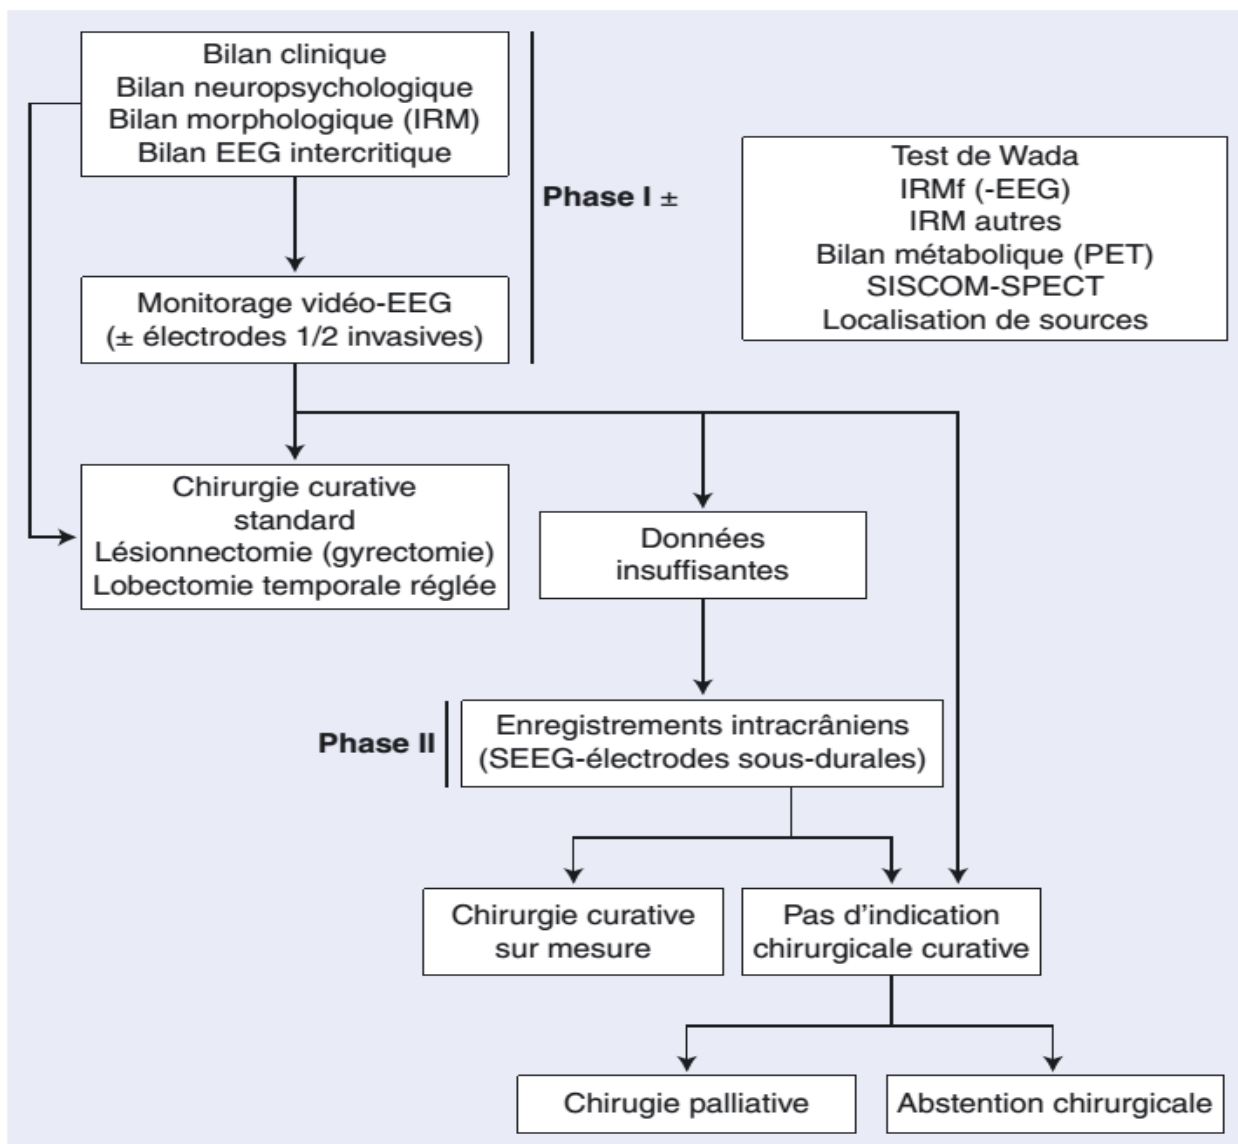 Bilan clinique
Bilan neuropsychologique
Bilan morphologique (IRM)
Bilan EEG intercritique
Phase I ±
Test de Wada
IRMf (-EEG)
IRM autres
Bilan métabolique (PET)
SISCOM-SPECT
Localisation de sources
Monitorage vidéo-EEG
(± électrodes 1/2 invasives)
Chirurgie curative
standard
Lésionnectomie (gyrectomie)
Lobectomie temporale réglée
Données
insuffisantes
Phase II
Enregistrements intracrâniens
(SEEG-électrodes sous-durales)
Chirurgie curative
sur mesure
Pas d'indication
chirurgicale curative
Chirugie palliative
Abstention chirurgicale